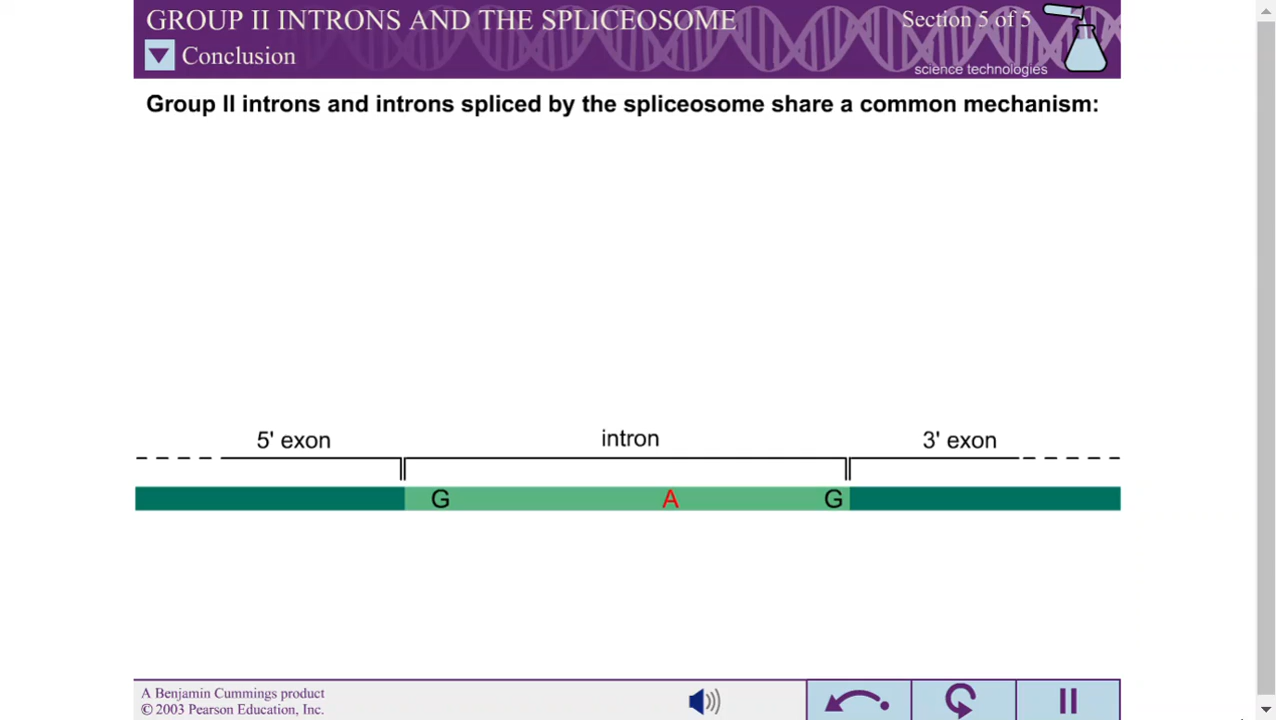 GROUP II INTRONS AND THE SPLICEOSOME
Section 5 of 5
Conclusion
science technologies
Group II introns and introns spliced by the spliceosome share a common mechanism:
5' exon
intron
3' exon
G
A
G
A Benjamin Cummings product
© 2003 Pearson Education, Inc.